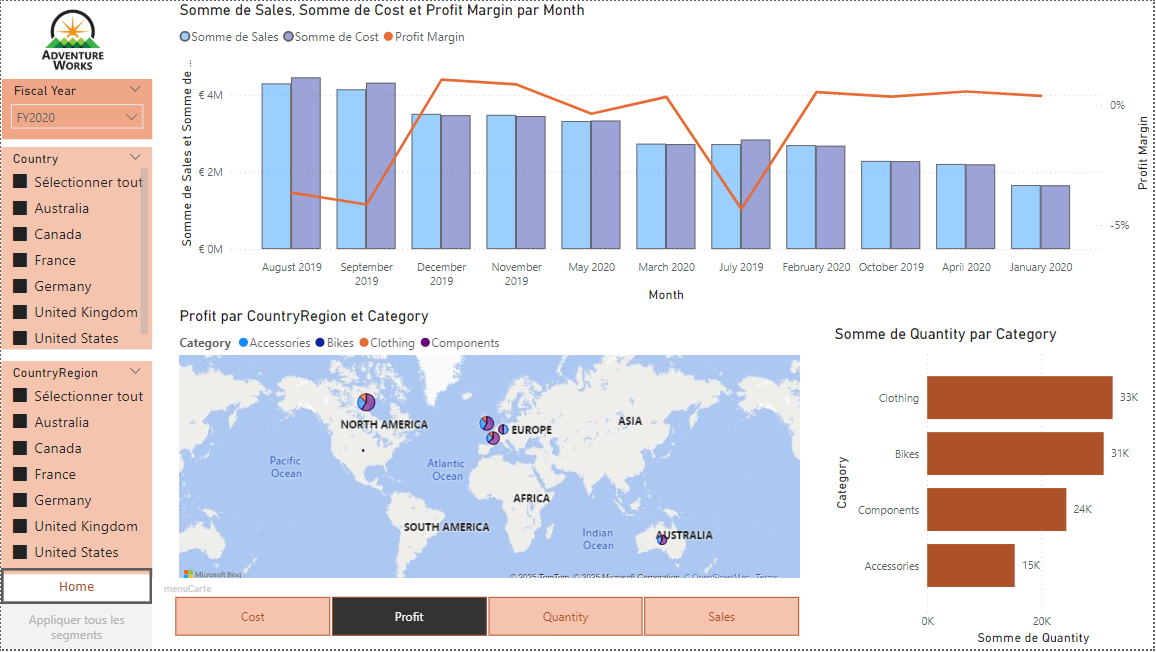 ADVENTURE
WORKS
Fiscal Year
FY2020
Country
Sélectionner tout
Australia
Canada
France
Germany
United Kingdom
United States
CountryRegion
Sélectionner tout
Australia
Canada
France
Germany
United Kingdom
United States
Home
Appliquer tous les
segments
Somme de Sales, Somme de Cost et Profit Margin par Month
Somme de Sales Somme de Cost Profit Margin
Somme de Sales et Somme de ...
€ 4M
€ 2M
€ 0M
0%
-5%
Profit Margin
August 2019 September December November May 2020 March 2020 July 2019 February 2020 October 2019 April 2020 January 2020
2019 2019 2019
Month
Profit par CountryRegion et Category
Category Accessories Bikes Clothing Components
NORTH AMERICA
EUROPE
ASIA
Pacific
Ocean
Atlantic
Ocean
AFRICA
SOUTH AMERICA
Indian
Ocean
AUSTRALIA
Microsoft Bing
© 2025 TomTom, © 2025 Microsoft Corporation, © OpenStreetMap Terms
menuCarte
Cost
Profit
Quantity
Sales
Somme de Quantity par Category
Category
Clothing 33K
Bikes 31K
Components 24K
Accessories 15K
0K 20K
Somme de Quantity